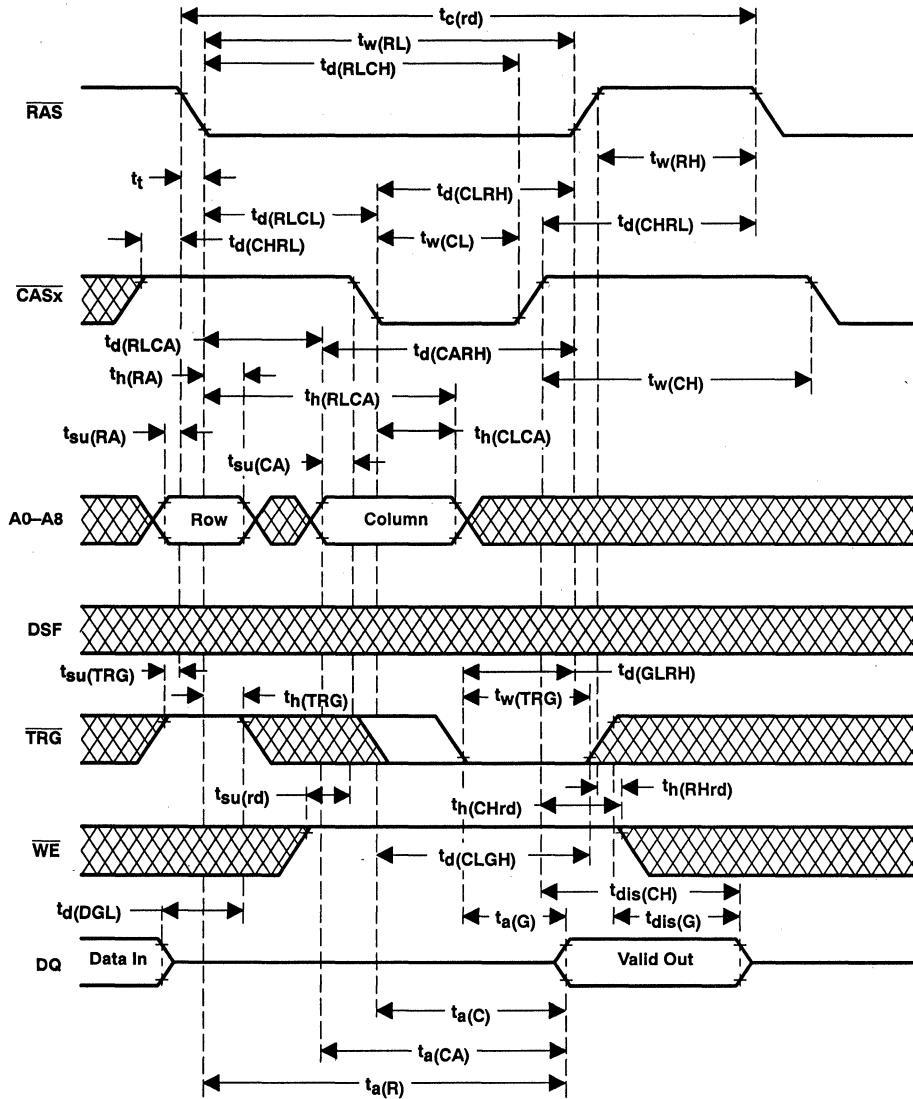 tc(rd)
tw(RL)
td(RLCH)
RAS
tw(RH)
tt
td(CLRH)
td(RLCL)
td(CHRL)
td(CHRL)
tw(CL)
CASx
td(RLCA)
td(CARH)
th(RA)
tw(CH)
th(RLCA)
tsu(RA)
th(CLCA)
tsu(CA)
A0–A8 Row Column
DSF
tsu(TRG)
td(GLRH)
th(TRG)
tw(TRG)
TRG
tsu(rd)
th(RHrd)
th(CHrd)
WE
td(CLGH)
tdis(CH)
td(DGL)
ta(G)
tdis(G)
DQ Data In Valid Out
ta(C)
ta(CA)
ta(R)